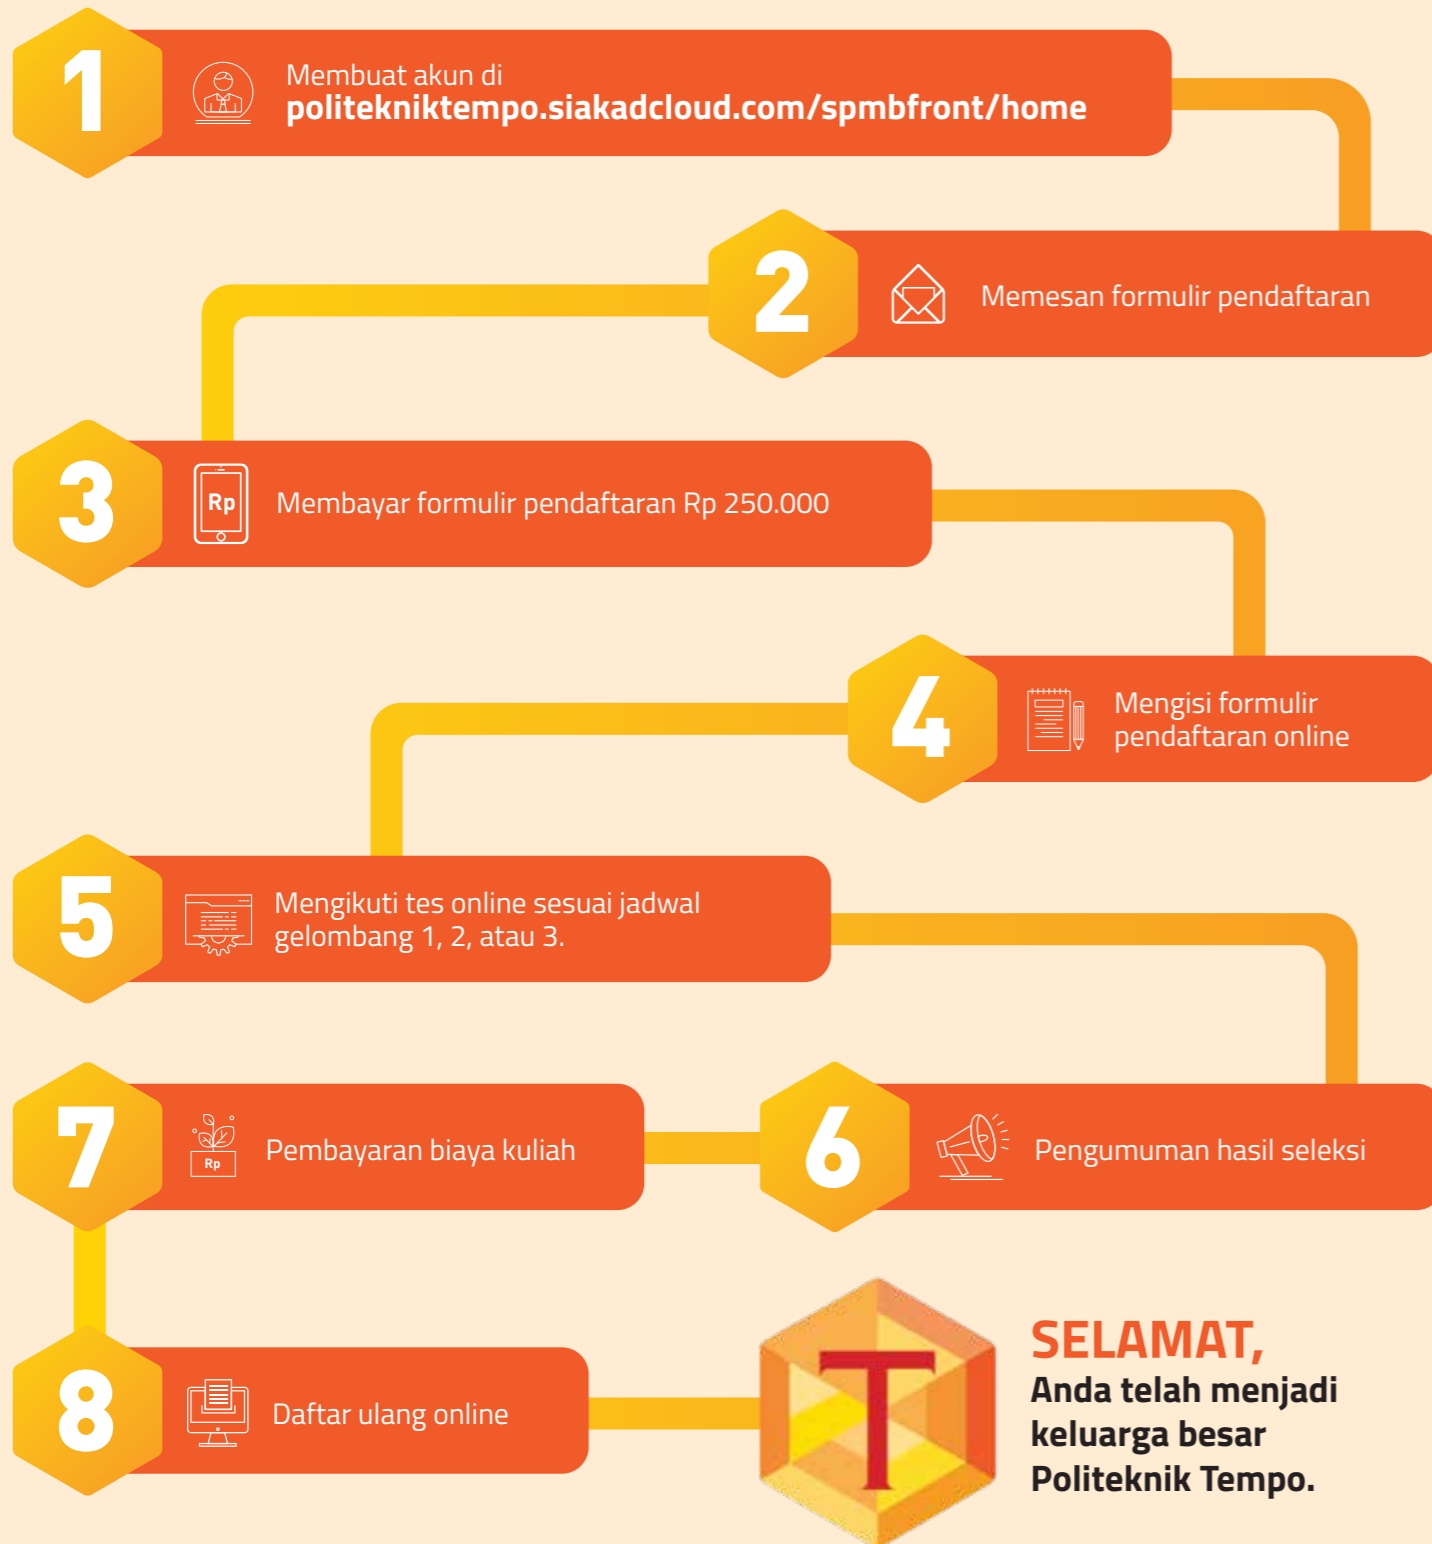 1
Membuat akun di
politekniktempo.siakadcloud.com/spmbfront/home
2
Memesan formulir pendaftaran
3
Rp
Membayar formulir pendaftaran Rp 250.000
4
Mengisi formulir
pendaftaran online
5
Mengikuti tes online sesuai jadwal
gelombang 1, 2, atau 3.
6
Pengumuman hasil seleksi
7
Rp
Pembayaran biaya kuliah
8
Daftar ulang online
T
SELAMAT,
Anda telah menjadi
keluarga besar
Politeknik Tempo.